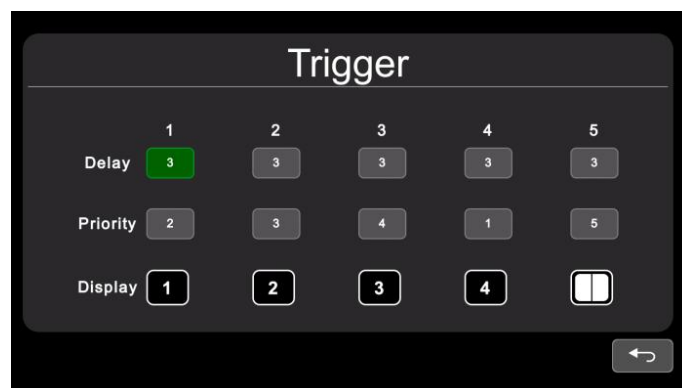 Trigger
1 2 3 4 5
Delay 3 3 3 3 3
Priority 2 3 4 1 5
Display 1 2 3 4